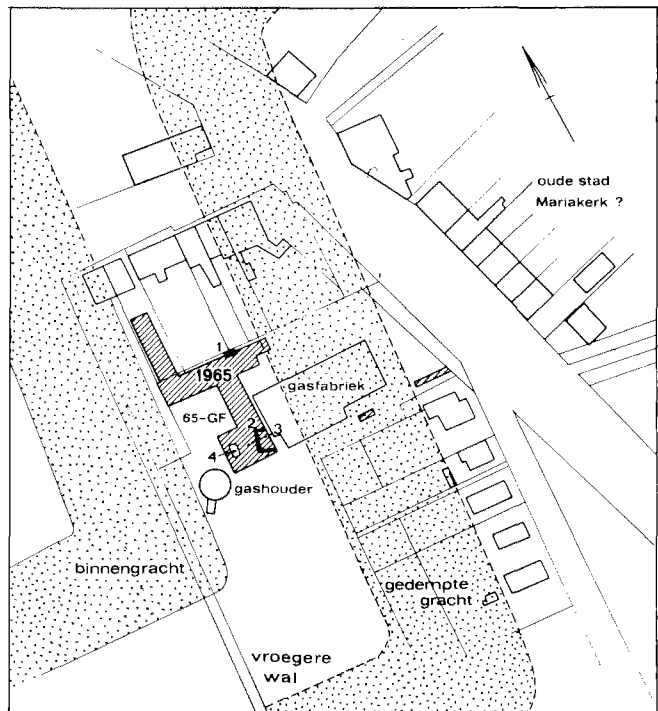 oude stad
Mariakerk ?
1
1965
gasfabriek
65-GF
2
3
4
gashouder
binnengracht
gedempte
gracht
vroegere
wal